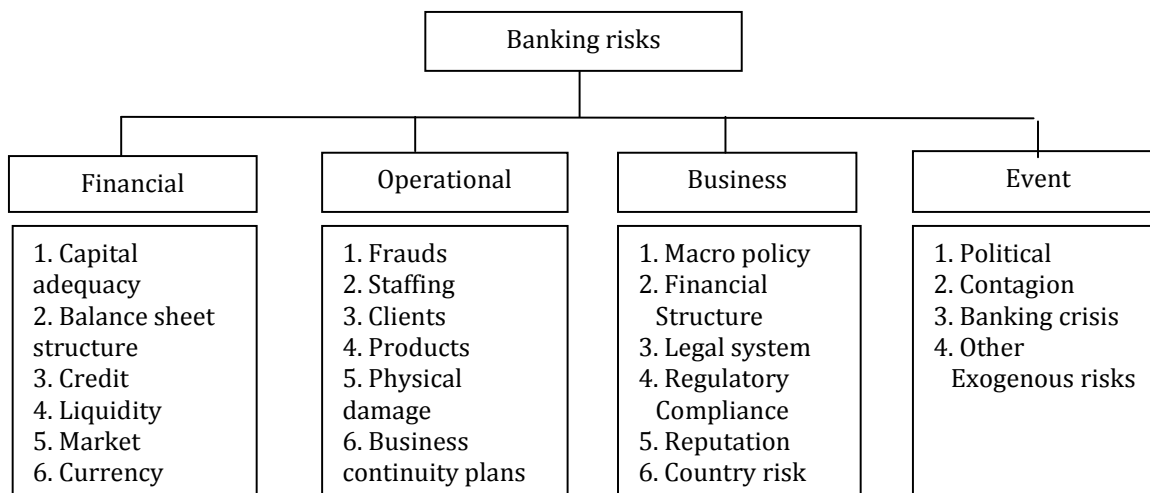 Banking risks
Financial
Operational
Business
Event
1. Capital
adequacy
2. Balance sheet
structure
3. Credit
4. Liquidity
5. Market
6. Currency
1. Frauds
2. Staffing
3. Clients
4. Products
5. Physical
damage
6. Business
continuity plans
1. Macro policy
2. Financial
Structure
3. Legal system
4. Regulatory
Compliance
5. Reputation
6. Country risk
1. Political
2. Contagion
3. Banking crisis
4. Other
Exogenous risks